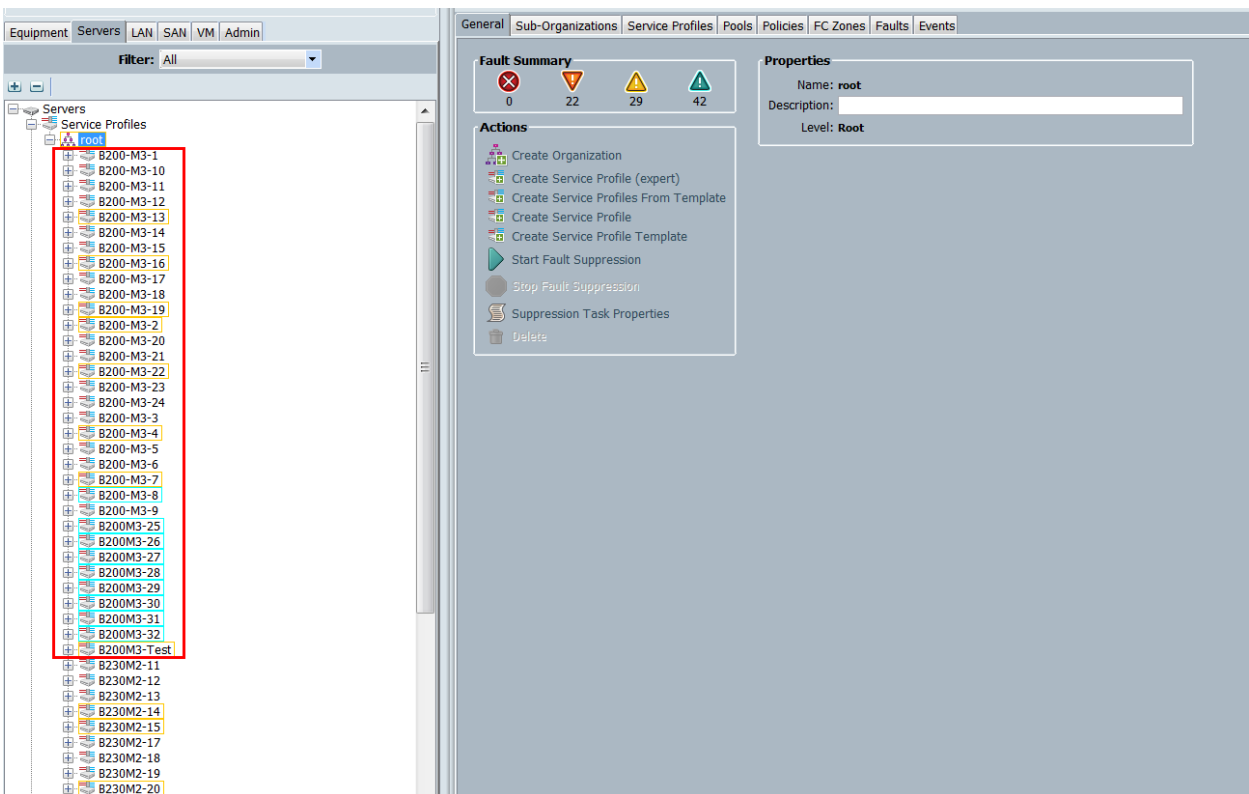 Equipment Servers LAN SAN VM Admin
Filter: All
Servers
Service Profiles
root
B200-M3-1
B200-M3-10
B200-M3-11
B200-M3-12
B200-M3-13
B200-M3-14
B200-M3-15
B200-M3-16
B200-M3-17
B200-M3-18
B200-M3-19
B200-M3-2
B200-M3-20
B200-M3-21
B200-M3-22
B200-M3-23
B200-M3-24
B200-M3-3
B200-M3-4
B200-M3-5
B200-M3-6
B200-M3-7
B200-M3-8
B200-M3-9
B200M3-25
B200M3-26
B200M3-27
B200M3-28
B200M3-29
B200M3-30
B200M3-31
B200M3-32
B200M3-Test
B230M2-11
B230M2-12
B230M2-13
B230M2-14
B230M2-15
B230M2-17
B230M2-18
B230M2-19
B230M2-20
General Sub-Organizations Service Profiles Pools Policies FC Zones Faults Events
Fault Summary
0 22 29 42
Actions
Create Organization
Create Service Profile (expert)
Create Service Profiles From Template
Create Service Profile
Create Service Profile Template
Start Fault Suppression
Stop Fault Suppression
Suppression Task Properties
Delete
Properties
Name: root
Description:
Level: Root